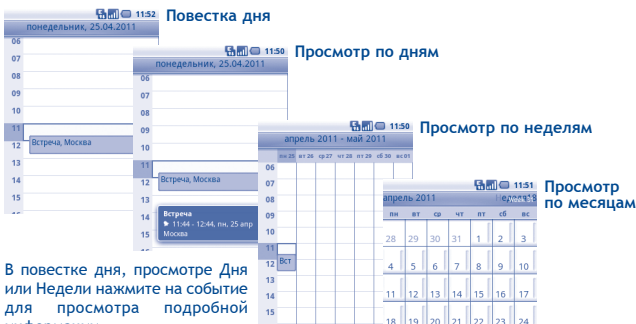 11:52
Повестка дня
понедельник, 25.04.2011
06
07
08
09
10
11
12
Встреча, Москва
13
14
15
11:50
Просмотр по дням
понедельник, 25.04.2011
06
07
08
09
10
11
12
Встреча, Москва
13
14
15
Встреча
11:44 - 12:44, пн, 25 апр
Москва
11:50
Просмотр по неделям
апрель 2011 - май 2011
пн 25 вт 26 ср 27 чт 28 пт 29 сб 30 вс 01
06
07
08
09
10
11
12
Вст
13
14
15
11:51
Просмотр
по месяцам
апрель 2011
пн вт ср чт пт сб вс
28 29 30 31 1 2 3
4 5 6 7 8 9 10
11 12 13 14 15 16 17
18 19 20 21 22 23 24
В повестке дня, просмотре Дня
или Недели нажмите на событие
для просмотра подробной